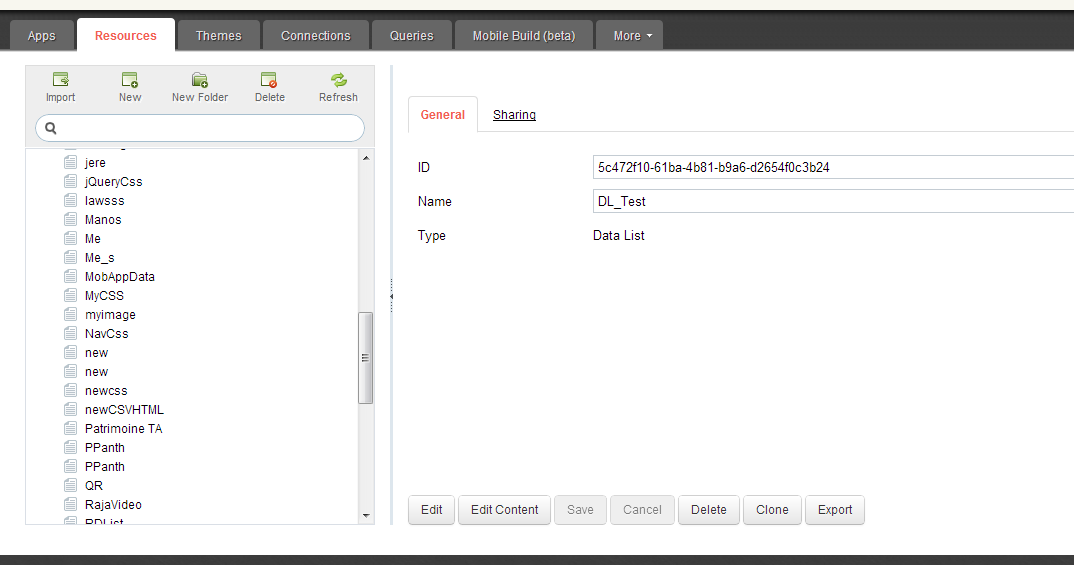 Apps Resources Themes Connections Queries Mobile Build (beta) More
Import New New Folder Delete Refresh
jere
jQueryCss
lawsss
Manos
Me
Me_s
MobAppData
MyCSS
myimage
NavCss
new
new
newcss
newCSVHTML
Patrimoine TA
PPanth
PPanth
QR
RajaVideo
RDList
General Sharing
ID 5c472f10-61ba-4b81-b9a6-d2654f0c3b24
Name DL_Test
Type Data List
Edit Edit Content Save Cancel Delete Clone Export